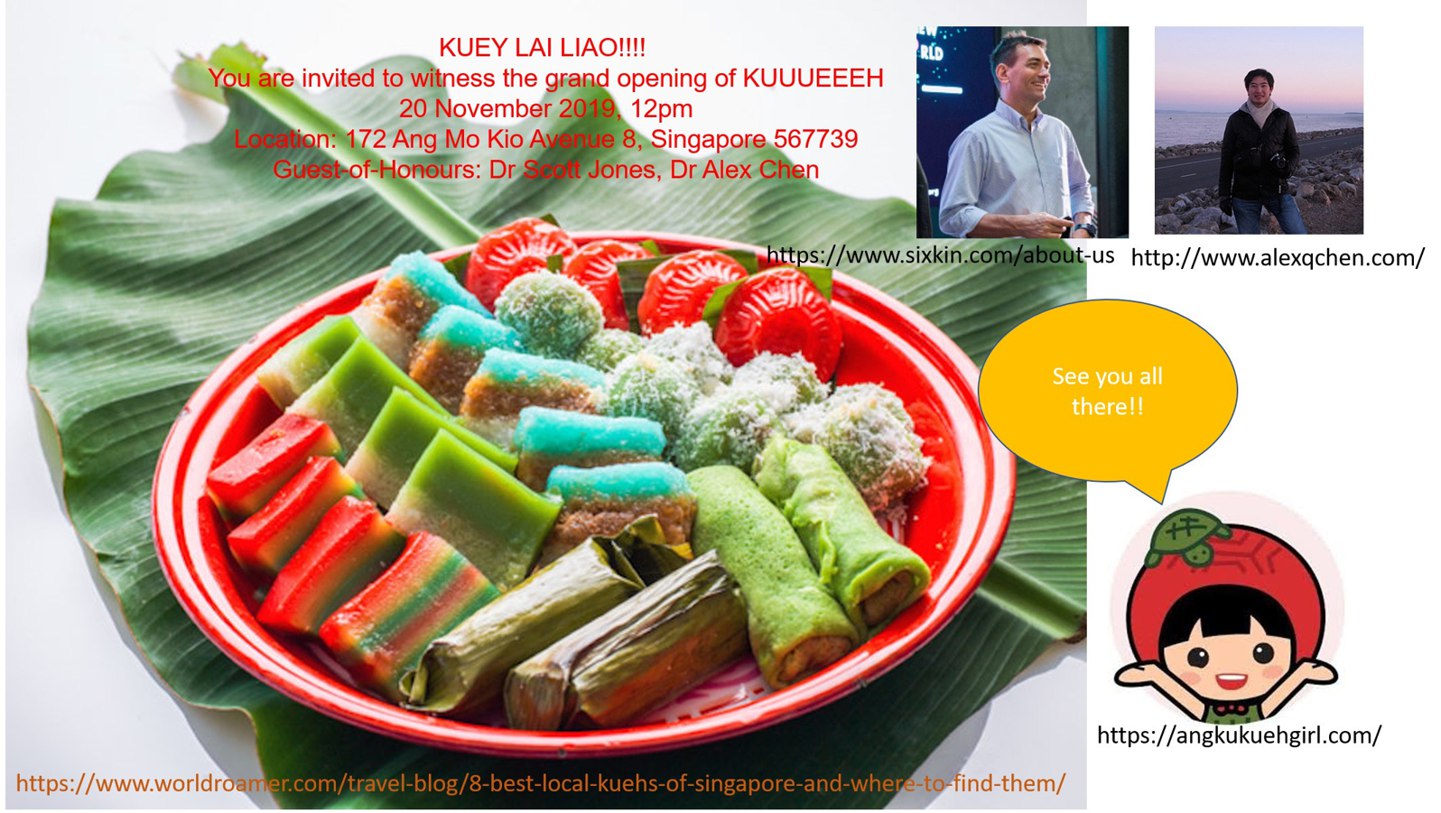 KUEY LAI LIAO!!!!
You are invited to witness the grand opening of KUUUEEEH
20 November 2019, 12pm
Location: 172 Ang Mo Kio Avenue 8, Singapore 567739
Guest-of-Honours: Dr Scott Jones, Dr Alex Chen
RLD
https://www.sixkin.com/about-us
http://www.alexqchen.com/
See you all
there!!
https://angkukuehgirl.com/
https://www.worldroamer.com/travel-blog/8-best-local-kuehs-of-singapore-and-where-to-find-them/